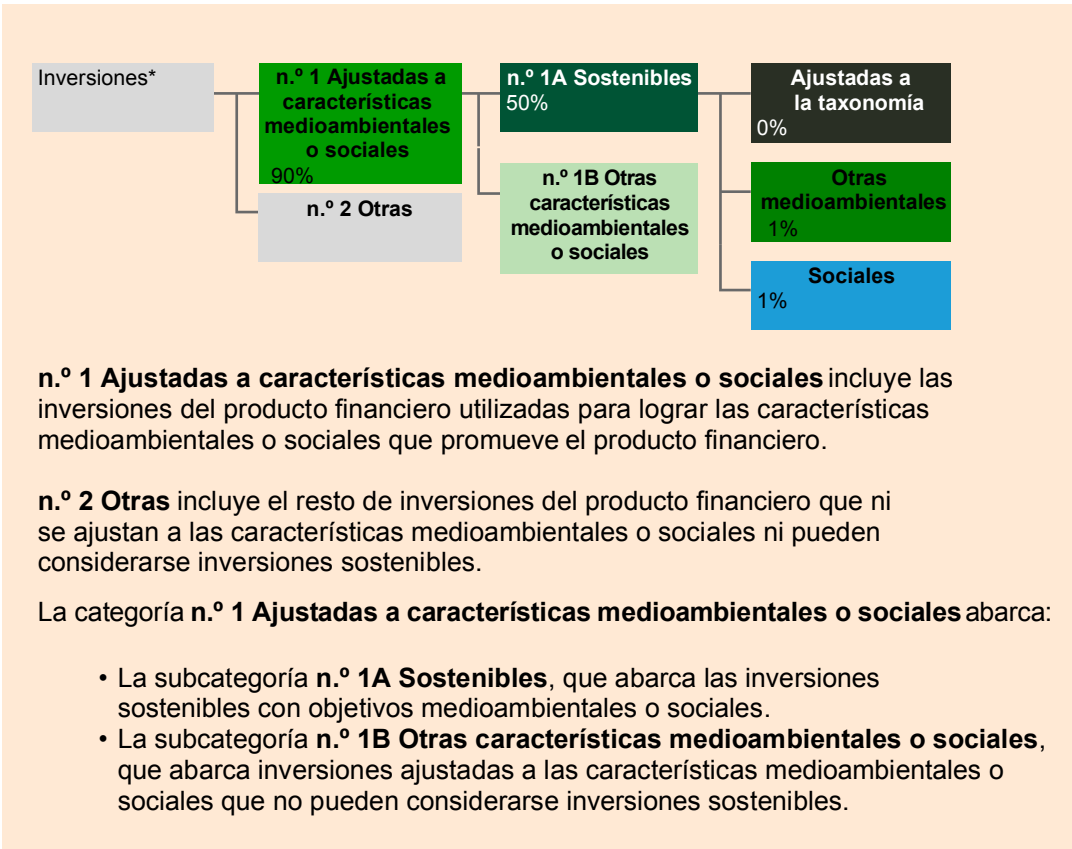 Inversiones*
n.º 1 Ajustadas a
características
medioambientales
o sociales
90%
n.º 2 Otras
n.º 1A Sostenibles
50%
n.º 1B Otras
características
medioambientales
o sociales
Ajustadas a
la taxonomía
0%
Otras
medioambientales
1%
Sociales
1%
n.º 1 Ajustadas a características medioambientales o sociales incluye las
inversiones del producto financiero utilizadas para lograr las características
medioambientales o sociales que promueve el producto financiero.
n.º 2 Otras incluye el resto de inversiones del producto financiero que ni
se ajustan a las características medioambientales o sociales ni pueden
considerarse inversiones sostenibles.
La categoría n.º 1 Ajustadas a características medioambientales o sociales abarca:
• La subcategoría n.º 1A Sostenibles, que abarca las inversiones
sostenibles con objetivos medioambientales o sociales.
• La subcategoría n.º 1B Otras características medioambientales o sociales,
que abarca inversiones ajustadas a las características medioambientales o
sociales que no pueden considerarse inversiones sostenibles.